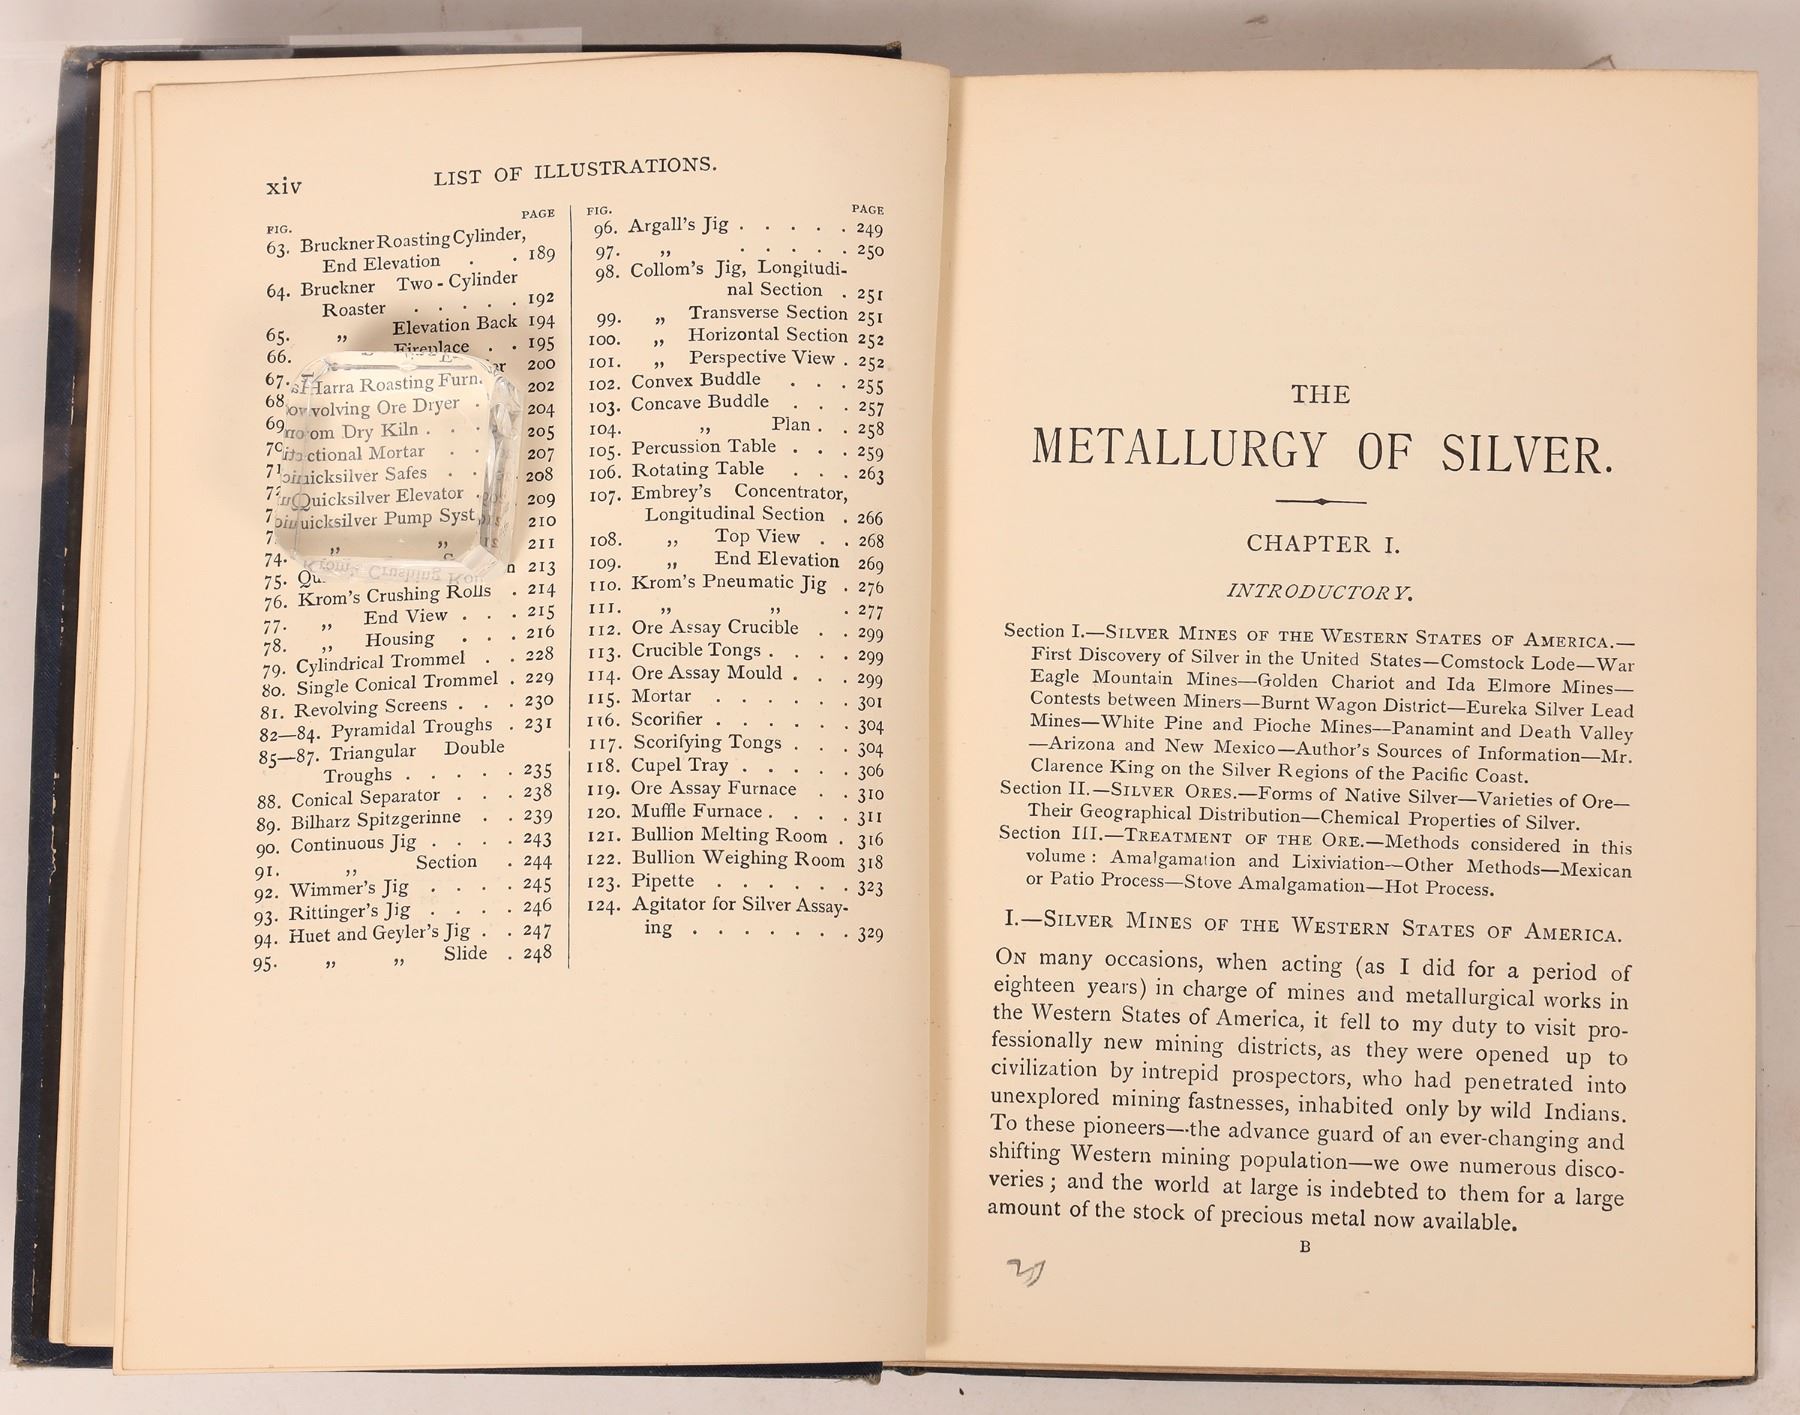 xiv
LIST OF ILLUSTRATIONS.
FIG.
PAGE
63. Bruckner Roasting Cylinder,
End Elevation . . 189
64. Bruckner Two-Cylinder
Roaster . . . . . 192
65. „ Elevation Back 194
66. Fireplace . . 195
200
67. Harra Roasting Furn. 202
68. volving Ore Dryer . 204
69. om Dry Kiln . . . 205
ctional Mortar . . 207
uicksilver Safes . . 208
Quicksilver Elevator . 209
uicksilver Pump Syst 210
„ „ 211
74. 213
75. Qu
76. Krom's Crushing Rolls . 214
77. „ End View . . . 215
78. „ Housing . . . 216
79. Cylindrical Trommel . . 228
80. Single Conical Trommel . 229
81. Revolving Screens . . . 230
82—84. Pyramidal Troughs . 231
85—87. Triangular Double
Troughs . . . . . 235
88. Conical Separator . . . 238
89. Bilharz Spitzgerinne . . 239
90. Continuous Jig . . . . 243
91. „ Section . 244
92. Wimmer's Jig . . . . 245
93. Rittinger's Jig . . . . 246
94. Huet and Geyler's Jig . . 247
95. „ „ Slide . 248
FIG.
PAGE
96. Argall's Jig . . . . . 249
97. „ . . . . . 250
98. Collom's Jig, Longitudi-
nal Section . 251
99. „ Transverse Section 251
100. „ Horizontal Section 252
101. „ Perspective View . 252
102. Convex Buddle . . . 255
103. Concave Buddle . . . 257
104. „ Plan . . 258
105. Percussion Table . . . 259
106. Rotating Table . . . 263
107. Embrey's Concentrator,
Longitudinal Section . 266
108. „ Top View . . 268
109. „ End Elevation 269
110. Krom's Pneumatic Jig . 276
111. „ „ . 277
112. Ore Assay Crucible . . 299
113. Crucible Tongs . . . . 299
114. Ore Assay Mould . . . 299
115. Mortar . . . . . . 301
116. Scorifier . . . . . . 304
117. Scorifying Tongs . . . 304
118. Cupel Tray . . . . . 306
119. Ore Assay Furnace . . 310
120. Muffle Furnace . . . . 311
121. Bullion Melting Room . 316
122. Bullion Weighing Room 318
123. Pipette . . . . . . 323
124. Agitator for Silver Assay-
ing . . . . . . . 329
THE
METALLURGY OF SILVER.
CHAPTER I.
INTRODUCTORY.
Section I.—SILVER MINES OF THE WESTERN STATES OF AMERICA.—
First Discovery of Silver in the United States—Comstock Lode—War
Eagle Mountain Mines—Golden Chariot and Ida Elmore Mines—
Contests between Miners—Burnt Wagon District—Eureka Silver Lead
Mines—White Pine and Pioche Mines—Panamint and Death Valley
—Arizona and New Mexico—Author's Sources of Information—Mr.
Clarence King on the Silver Regions of the Pacific Coast.
Section II.—SILVER ORES.—Forms of Native Silver—Varieties of Ore—
Their Geographical Distribution—Chemical Properties of Silver.
Section III.—TREATMENT OF THE ORE.—Methods considered in this
volume: Amalgamation and Lixiviation—Other Methods—Mexican
or Patio Process—Stove Amalgamation—Hot Process.
I.—SILVER MINES OF THE WESTERN STATES OF AMERICA.
ON many occasions, when acting (as I did for a period of
eighteen years) in charge of mines and metallurgical works in
the Western States of America, it fell to my duty to visit pro-
fessionally new mining districts, as they were opened up to
civilization by intrepid prospectors, who had penetrated into
unexplored mining fastnesses, inhabited only by wild Indians.
To these pioneers—the advance guard of an ever-changing and
shifting Western mining population—we owe numerous disco-
veries; and the world at large is indebted to them for a large
amount of the stock of precious metal now available.
B